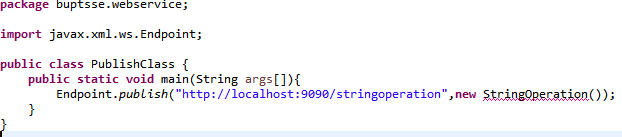 package buptsse.webservice;
import javax.xml.ws.Endpoint;
public class PublishClass {
public static void main(String args[]){
Endpoint.publish("http://localhost:9090/stringoperation",new StringOperation());
}
}